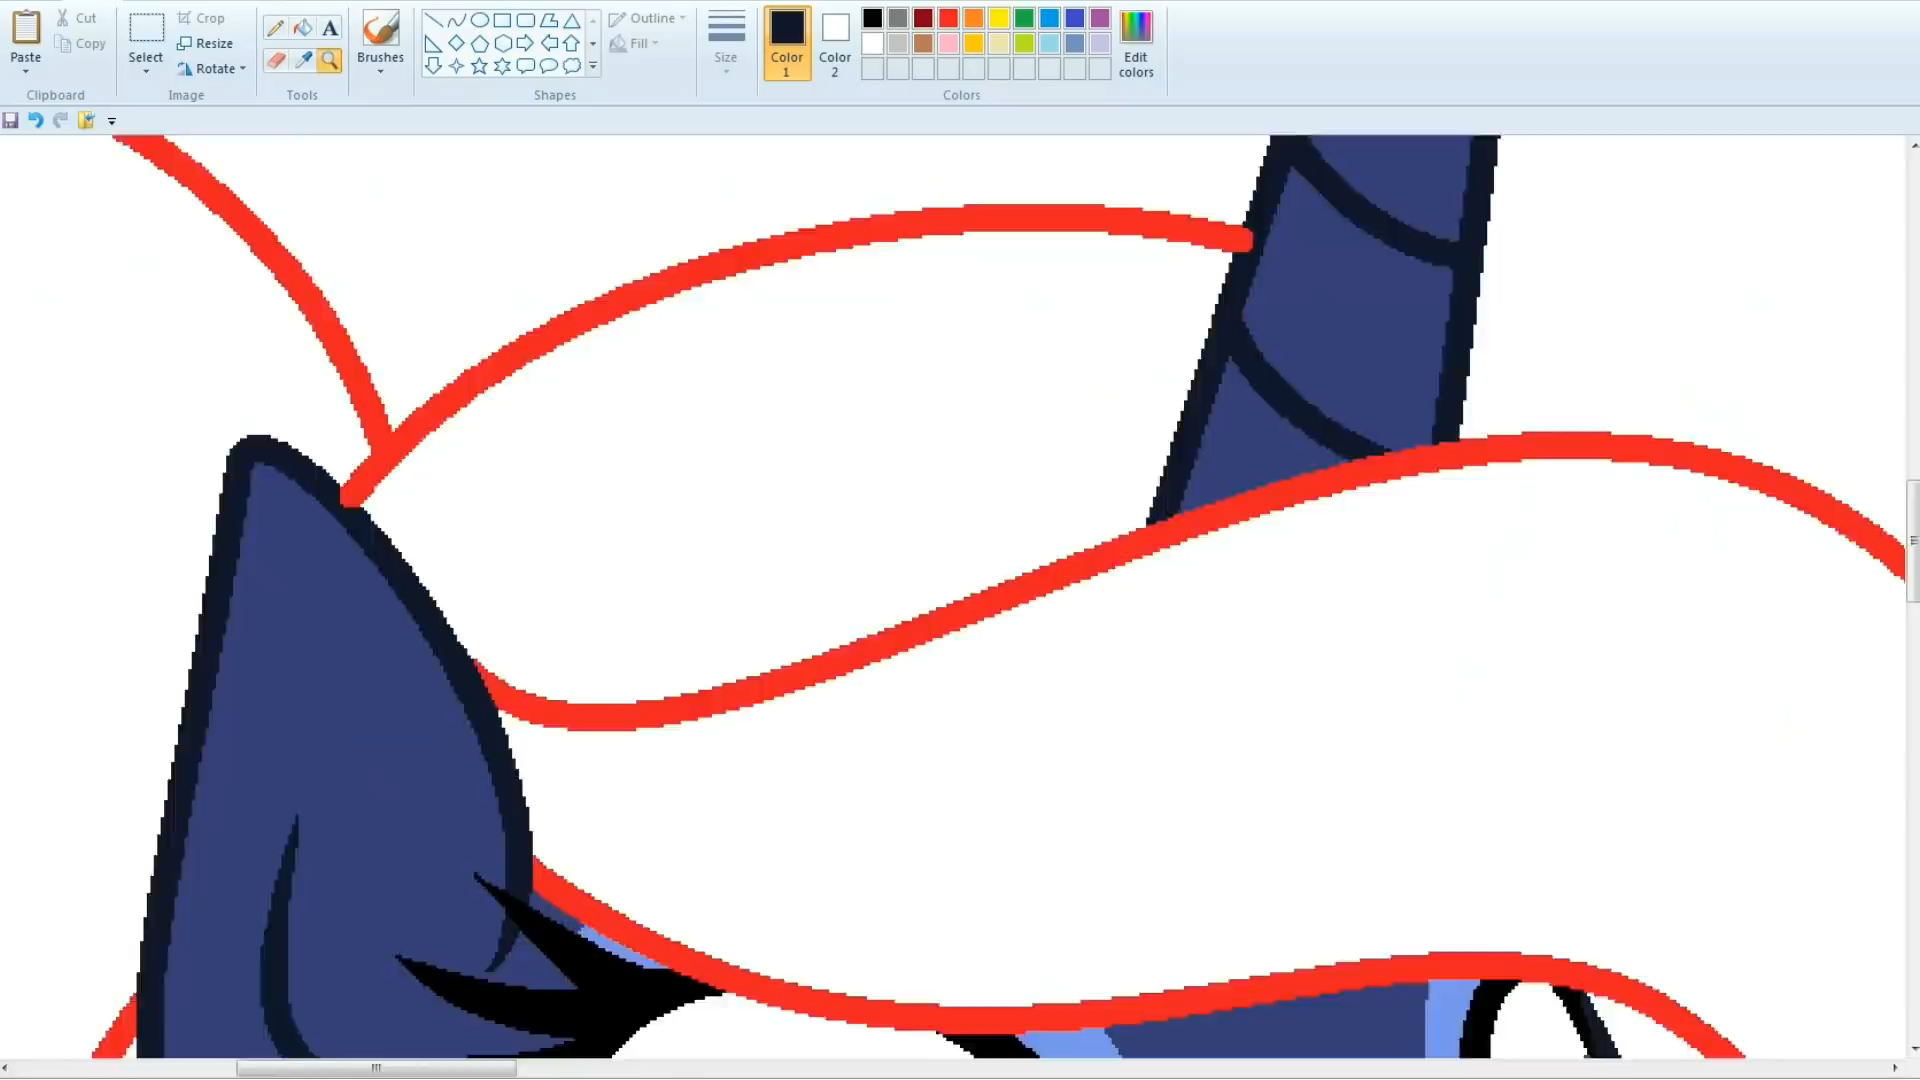 Paste
Cut
Copy
Clipboard
Select
Crop
Resize
Rotate
Image
A
Tools
Brushes
Shapes
Outline
Fill
Size
Color
1
Color
2
Edit
colors
Colors